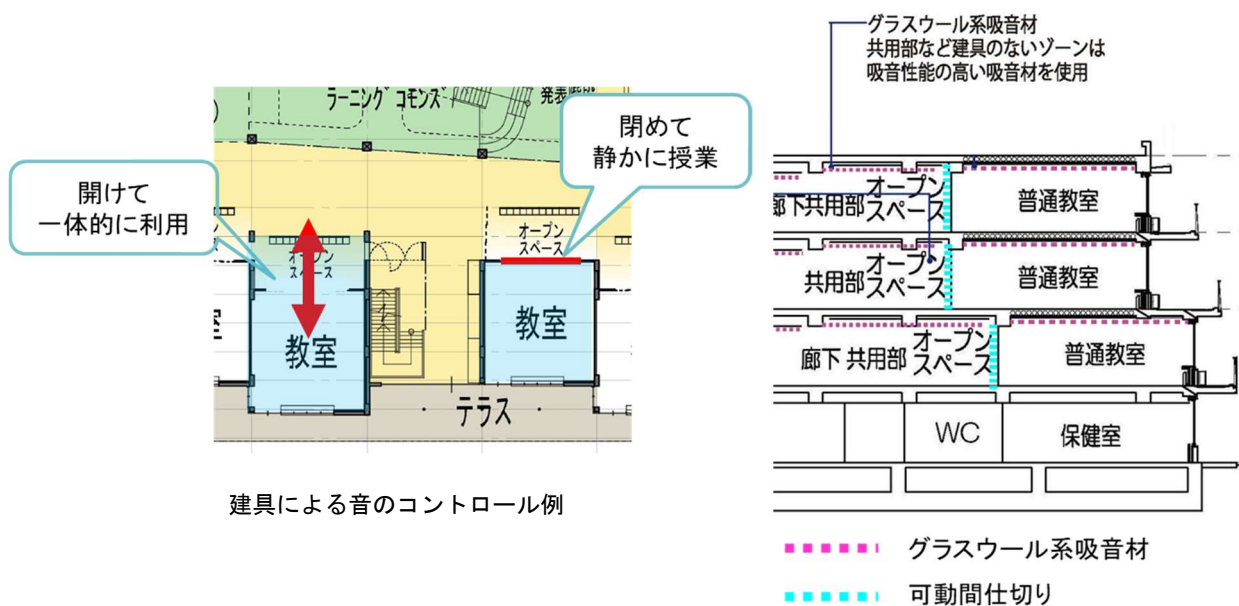 グラスウール系吸音材
共用部など建具のないゾーンは
吸音性能の高い吸音材を使用
ラーニングコモンズ
閉めて
静かに授業
開けて
一体的に利用
オープン
スペース
オープン
スペース
教室
教室
テラス
建具による音のコントロール例
オープン
廊下共用部 スペース
普通教室
オープン
共用部 スペース
普通教室
オープン
廊下 共用部 スペース
普通教室
WC
保健室
グラスウール系吸音材
可動間仕切り